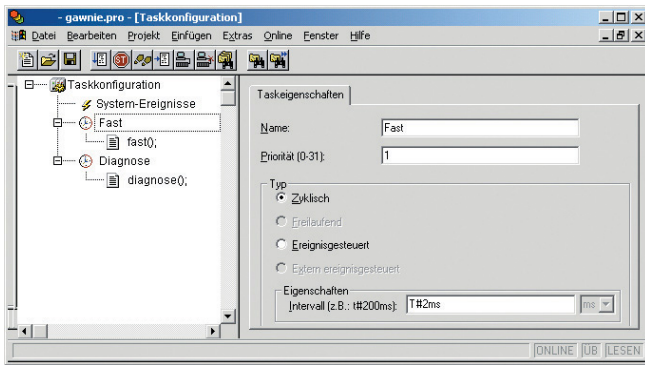 - gawnie.pro - [Taskkonfiguration]
Datei Bearbeiten Projekt Einfügen Extras Online Fenster Hilfe
Taskkonfiguration
System-Ereignisse
Fast
fast();
Diagnose
diagnose();
Taskeigenschaften
Name: Fast
Priorität (0-31): 1
Typ
Zyklisch
Freilaufend
Ereignisgesteuert
Extern ereignisgesteuert
Eigenschaften
Intervall (z.B.: t#200ms): T#2ms ms
ONLINE ÜB LESEN